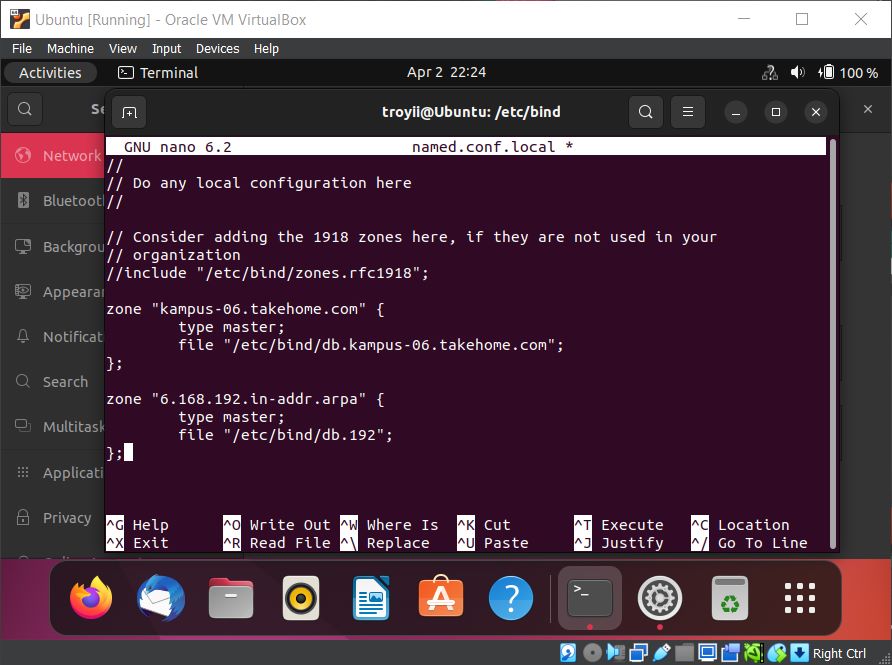 Ubuntu [Running] - Oracle VM VirtualBox
File Machine View Input Devices Help
Activities Terminal Apr 2 22:24 100 %
Se
troyii@Ubuntu: /etc/bind
Network
Bluetoot
Backgrou
Appearar
Notificat
Search
Multitask
Applicati
Privacy
GNU nano 6.2 named.conf.local *
//
// Do any local configuration here
//
// Consider adding the 1918 zones here, if they are not used in your
// organization
//include "/etc/bind/zones.rfc1918";
zone "kampus-06.takehome.com" {
type master;
file "/etc/bind/db.kampus-06.takehome.com";
};
zone "6.168.192.in-addr.arpa" {
type master;
file "/etc/bind/db.192";
};
^G Help ^O Write Out ^W Where Is ^K Cut ^T Execute ^C Location
^X Exit ^R Read File ^\ Replace ^U Paste ^J Justify ^/ Go To Line
Right Ctrl